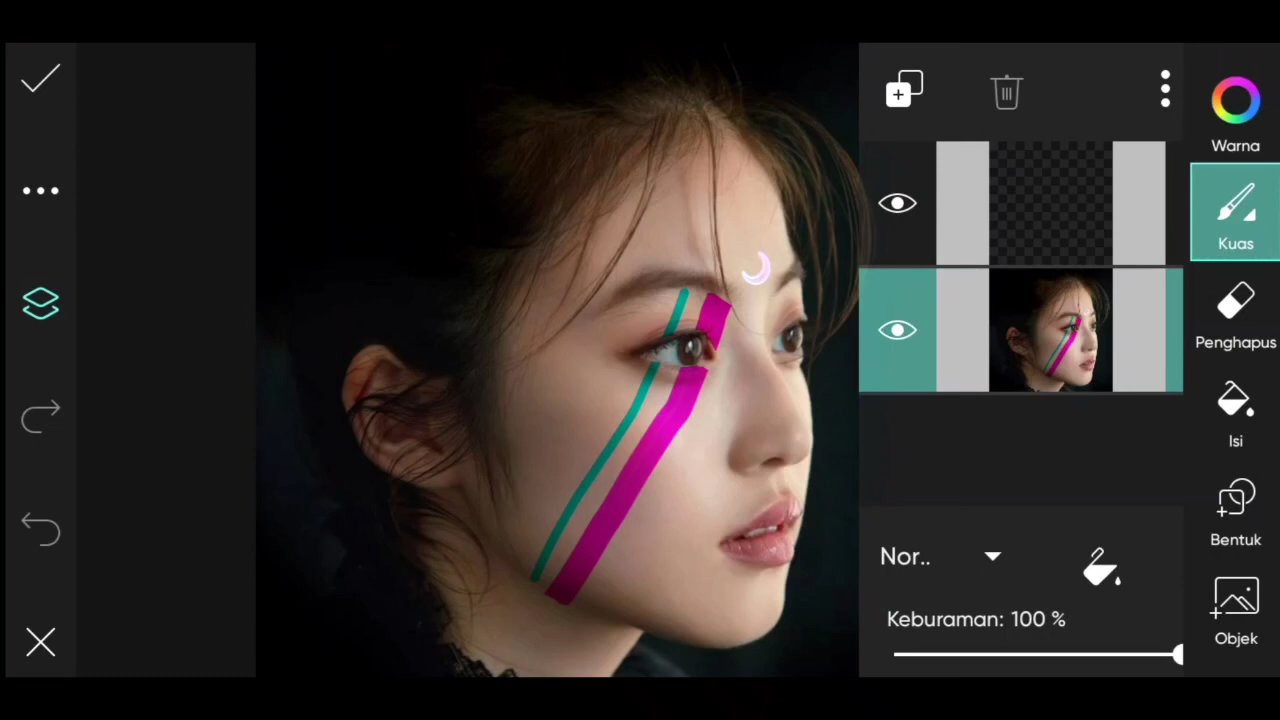 Warna
Kuas
Penghapus
Isi
Bentuk
Objek
Nor..
Keburaman: 100 %